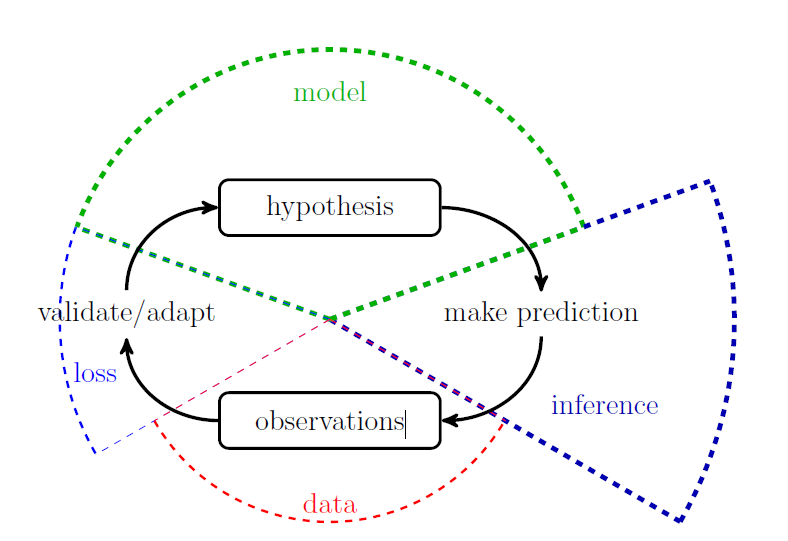 model
hypothesis
validate/adapt
make prediction
loss
inference
observations
data